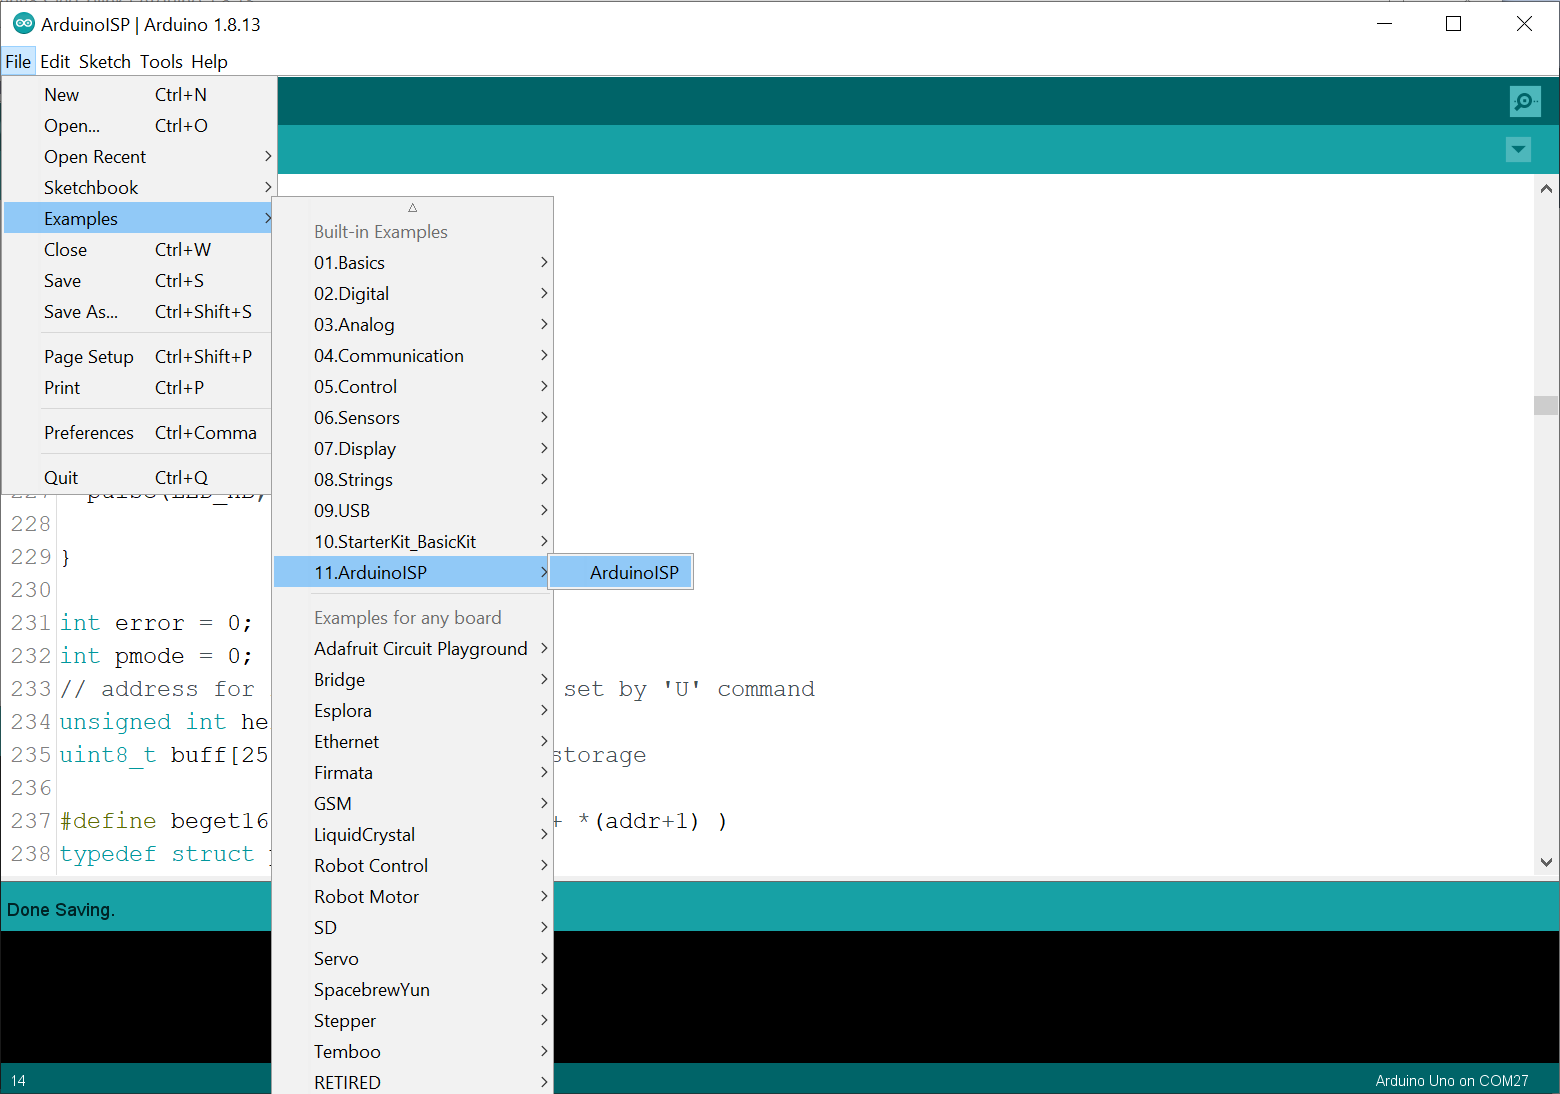 ArduinoISP | Arduino 1.8.13
File Edit Sketch Tools Help
New Ctrl+N
Open... Ctrl+O
Open Recent
Sketchbook
Examples
Close Ctrl+W
Save Ctrl+S
Save As... Ctrl+Shift+S
Page Setup Ctrl+Shift+P
Print Ctrl+P
Preferences Ctrl+Comma
Quit Ctrl+Q
Built-in Examples
01.Basics
02.Digital
03.Analog
04.Communication
05.Control
06.Sensors
07.Display
08.Strings
09.USB
10.StarterKit_BasicKit
11.ArduinoISP
ArduinoISP
Examples for any board
Adafruit Circuit Playground
Bridge
Esplora
Ethernet
Firmata
GSM
LiquidCrystal
Robot Control
Robot Motor
SD
Servo
SpacebrewYun
Stepper
Temboo
RETIRED
228
229 }
230
231 int error = 0;
232 int pmode = 0;
233 // address for set by 'U' command
234 unsigned int he
235 uint8_t buff[25 storage
236
237 #define beget16 + *(addr+1) )
238 typedef struct
Done Saving.
14
Arduino Uno on COM27